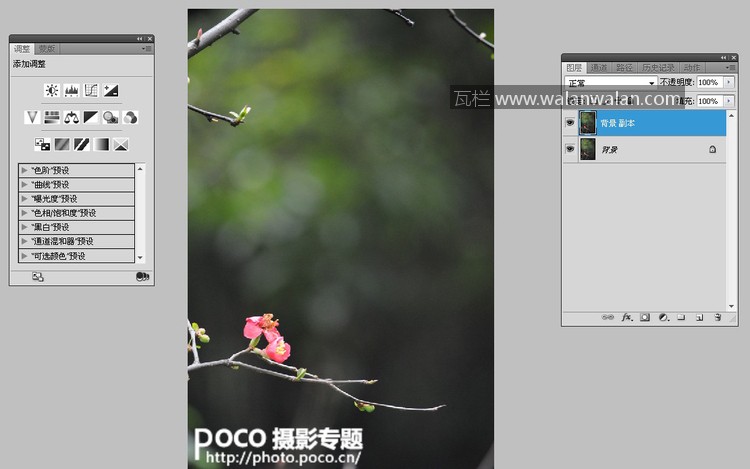 调整 蒙版
添加调整
"色阶"预设
"曲线"预设
"曝光度"预设
"色相/饱和度"预设
"黑白"预设
"通道混和器"预设
"可选颜色"预设
图层 通道 路径 历史记录 动作
正常 不透明度: 100%
瓦栏 www.walanwalan.com
填充: 100%
背景 副本
背景
fx
poco 摄影专题
http://photo.poco.cn/